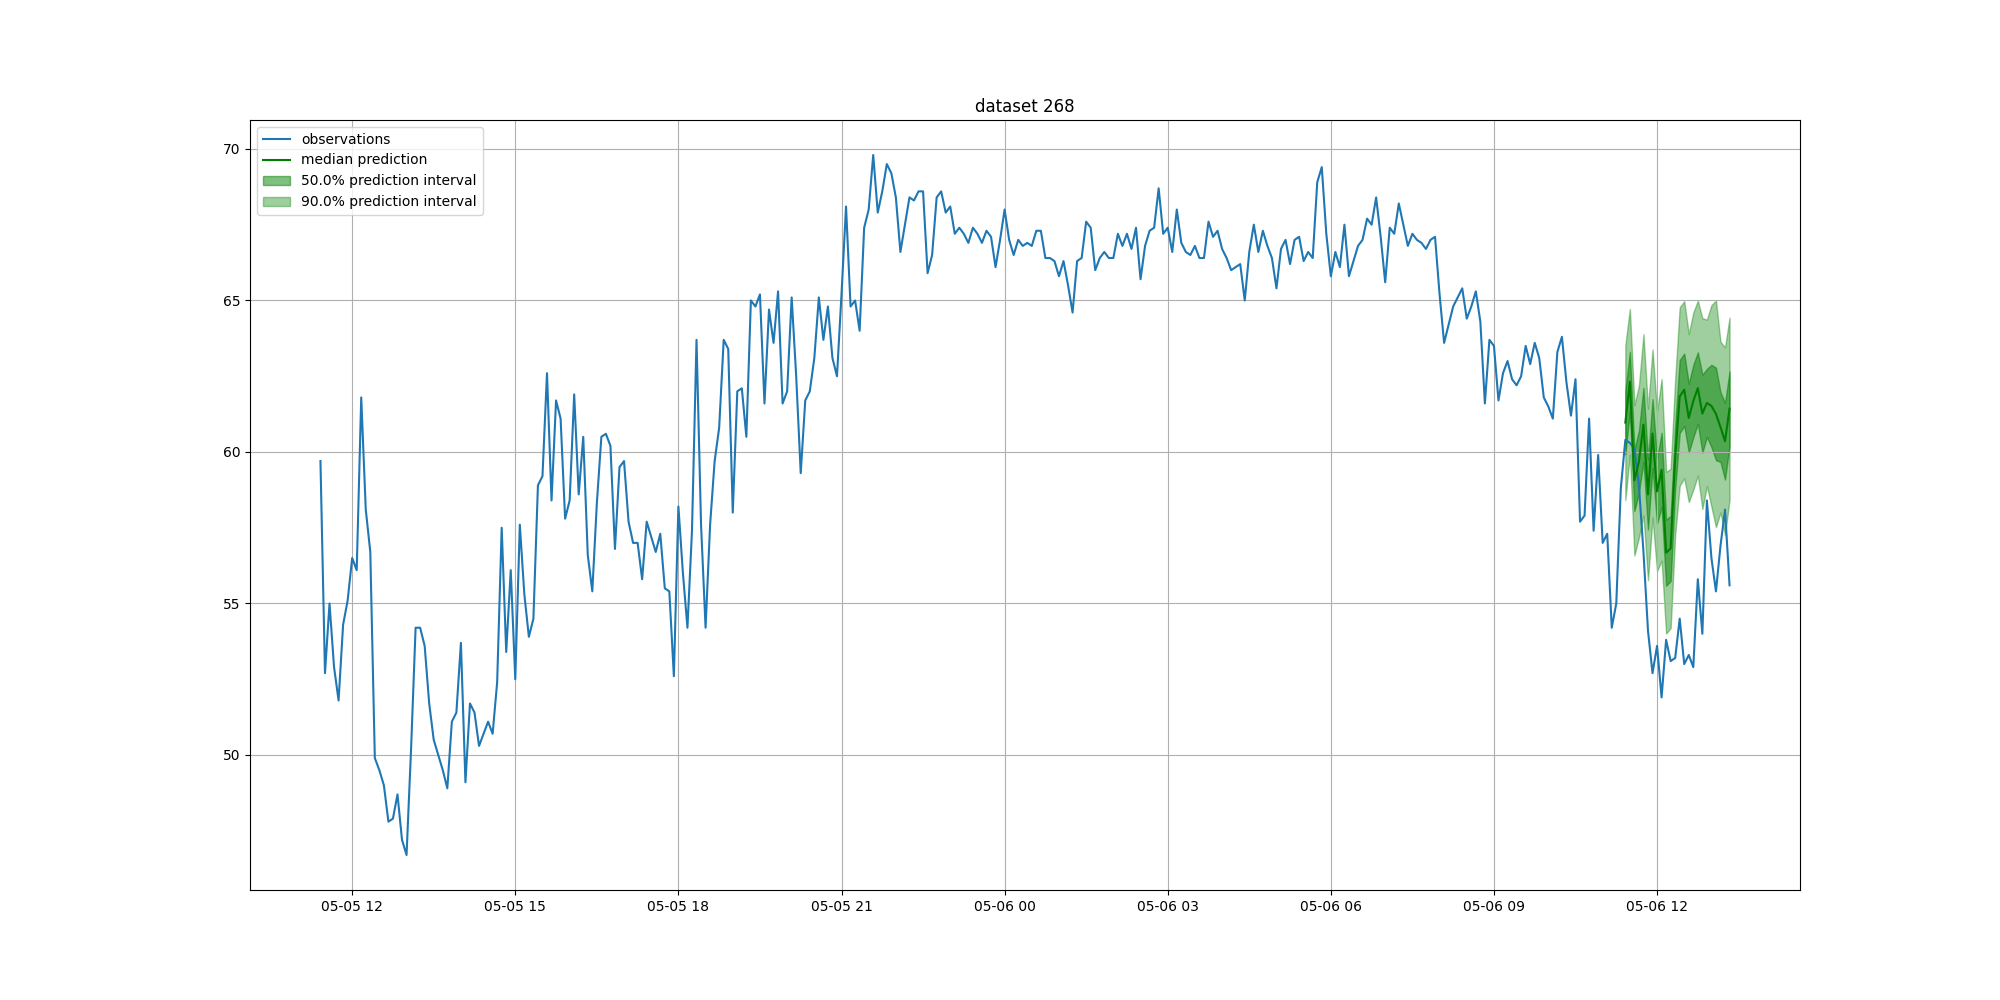 dataset 268
observations
median prediction
50.0% prediction interval
90.0% prediction interval
70
65
60
55
50
05-05 12
05-05 15
05-05 18
05-05 21
05-06 00
05-06 03
05-06 06
05-06 09
05-06 12